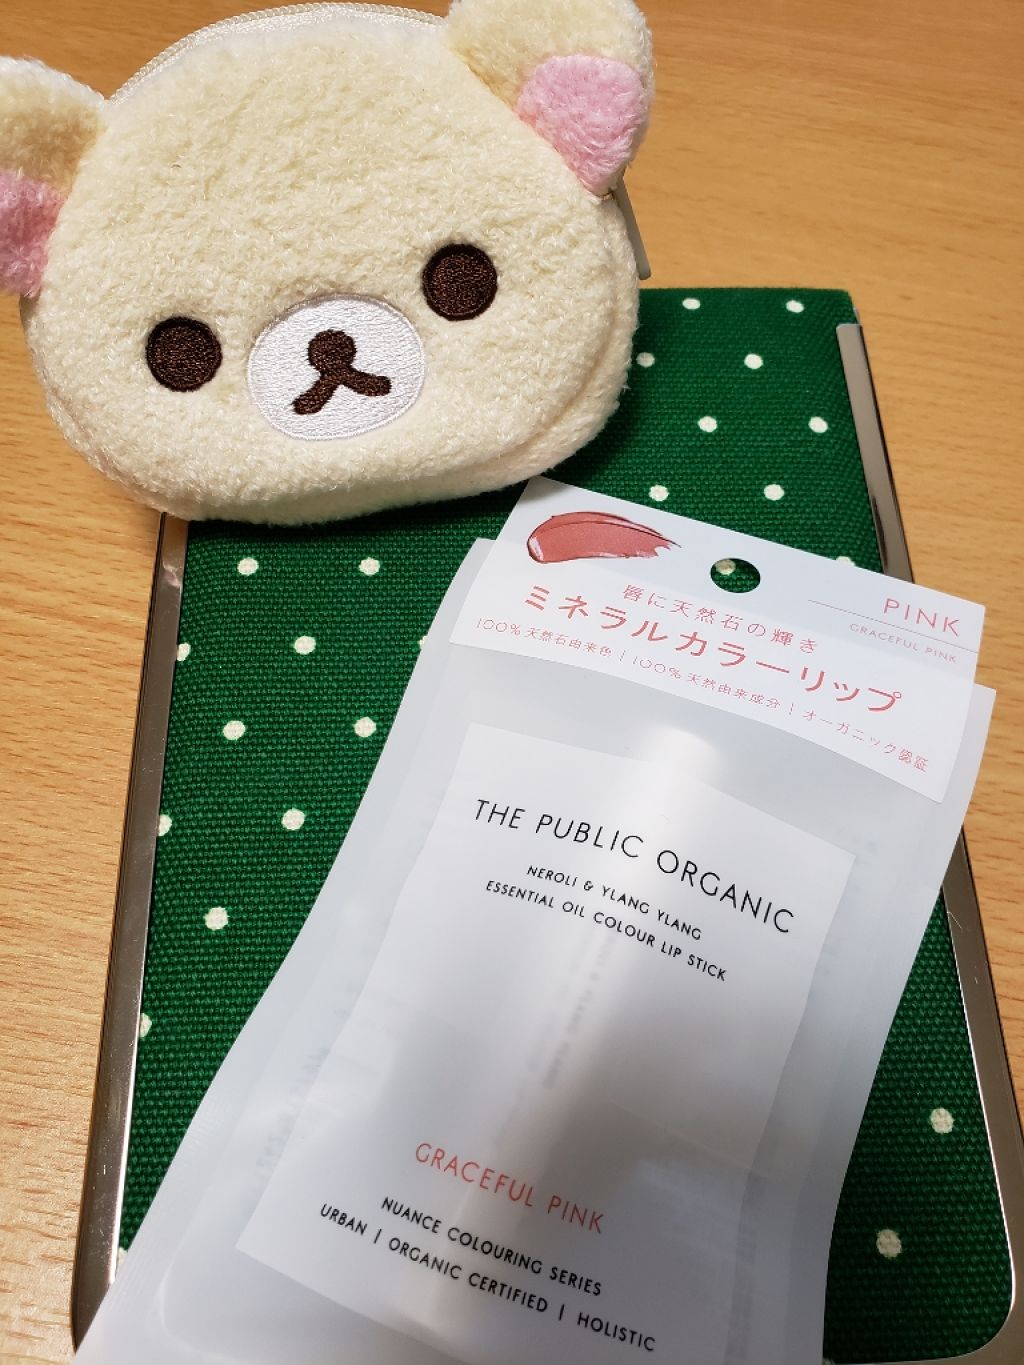 PINK
GRACEFUL PINK
唇に天然石の輝き
ミネラルカラーリップ
100%天然石由来色 | 100%天然由来成分 | オーガニック認証
THE PUBLIC ORGANIC
NEROLI & YLANG YLANG
ESSENTIAL OIL COLOUR LIP STICK
GRACEFUL PINK
NUANCE COLOURING SERIES
URBAN | ORGANIC CERTIFIED | HOLISTIC